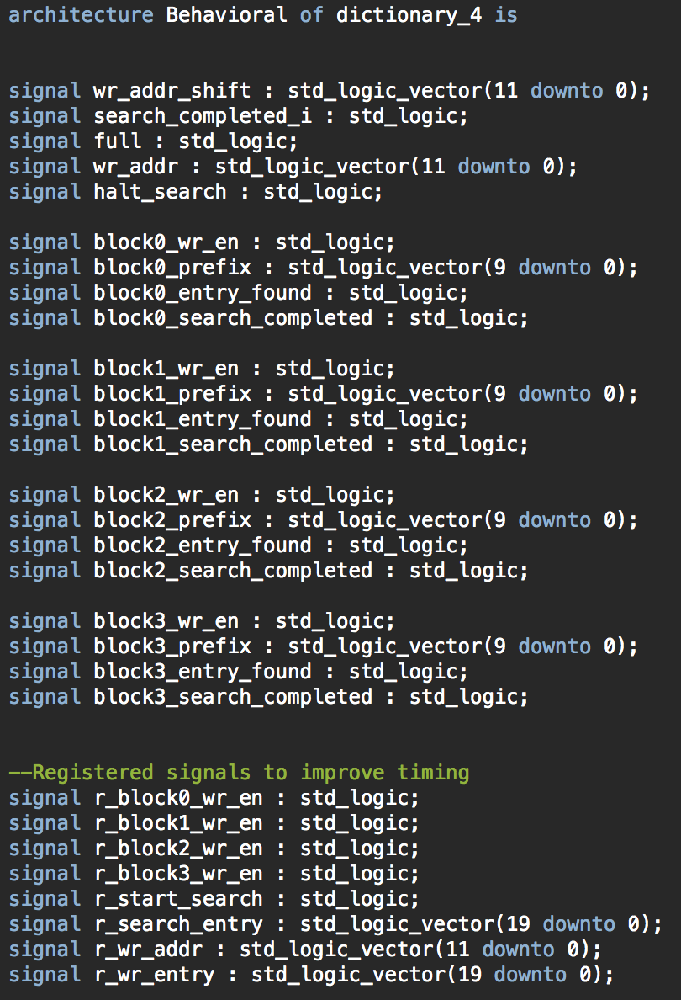 architecture Behavioral of dictionary_4 is
signal wr_addr_shift : std_logic_vector(11 downto 0);
signal search_completed_i : std_logic;
signal full : std_logic;
signal wr_addr : std_logic_vector(11 downto 0);
signal halt_search : std_logic;
signal block0_wr_en : std_logic;
signal block0_prefix : std_logic_vector(9 downto 0);
signal block0_entry_found : std_logic;
signal block0_search_completed : std_logic;
signal block1_wr_en : std_logic;
signal block1_prefix : std_logic_vector(9 downto 0);
signal block1_entry_found : std_logic;
signal block1_search_completed : std_logic;
signal block2_wr_en : std_logic;
signal block2_prefix : std_logic_vector(9 downto 0);
signal block2_entry_found : std_logic;
signal block2_search_completed : std_logic;
signal block3_wr_en : std_logic;
signal block3_prefix : std_logic_vector(9 downto 0);
signal block3_entry_found : std_logic;
signal block3_search_completed : std_logic;
--Registered signals to improve timing
signal r_block0_wr_en : std_logic;
signal r_block1_wr_en : std_logic;
signal r_block2_wr_en : std_logic;
signal r_block3_wr_en : std_logic;
signal r_start_search : std_logic;
signal r_search_entry : std_logic_vector(19 downto 0);
signal r_wr_addr : std_logic_vector(11 downto 0);
signal r_wr_entry : std_logic_vector(19 downto 0);